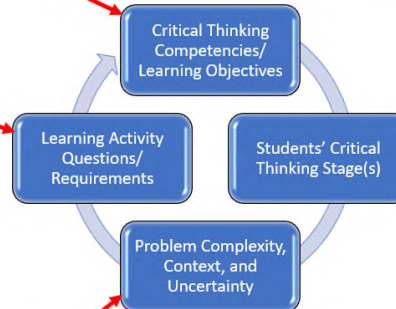 Critical Thinking
Competencies/
Learning Objectives
Learning Activity
Questions/
Requirements
Students' Critical
Thinking Stage(s)
Problem Complexity,
Context, and
Uncertainty